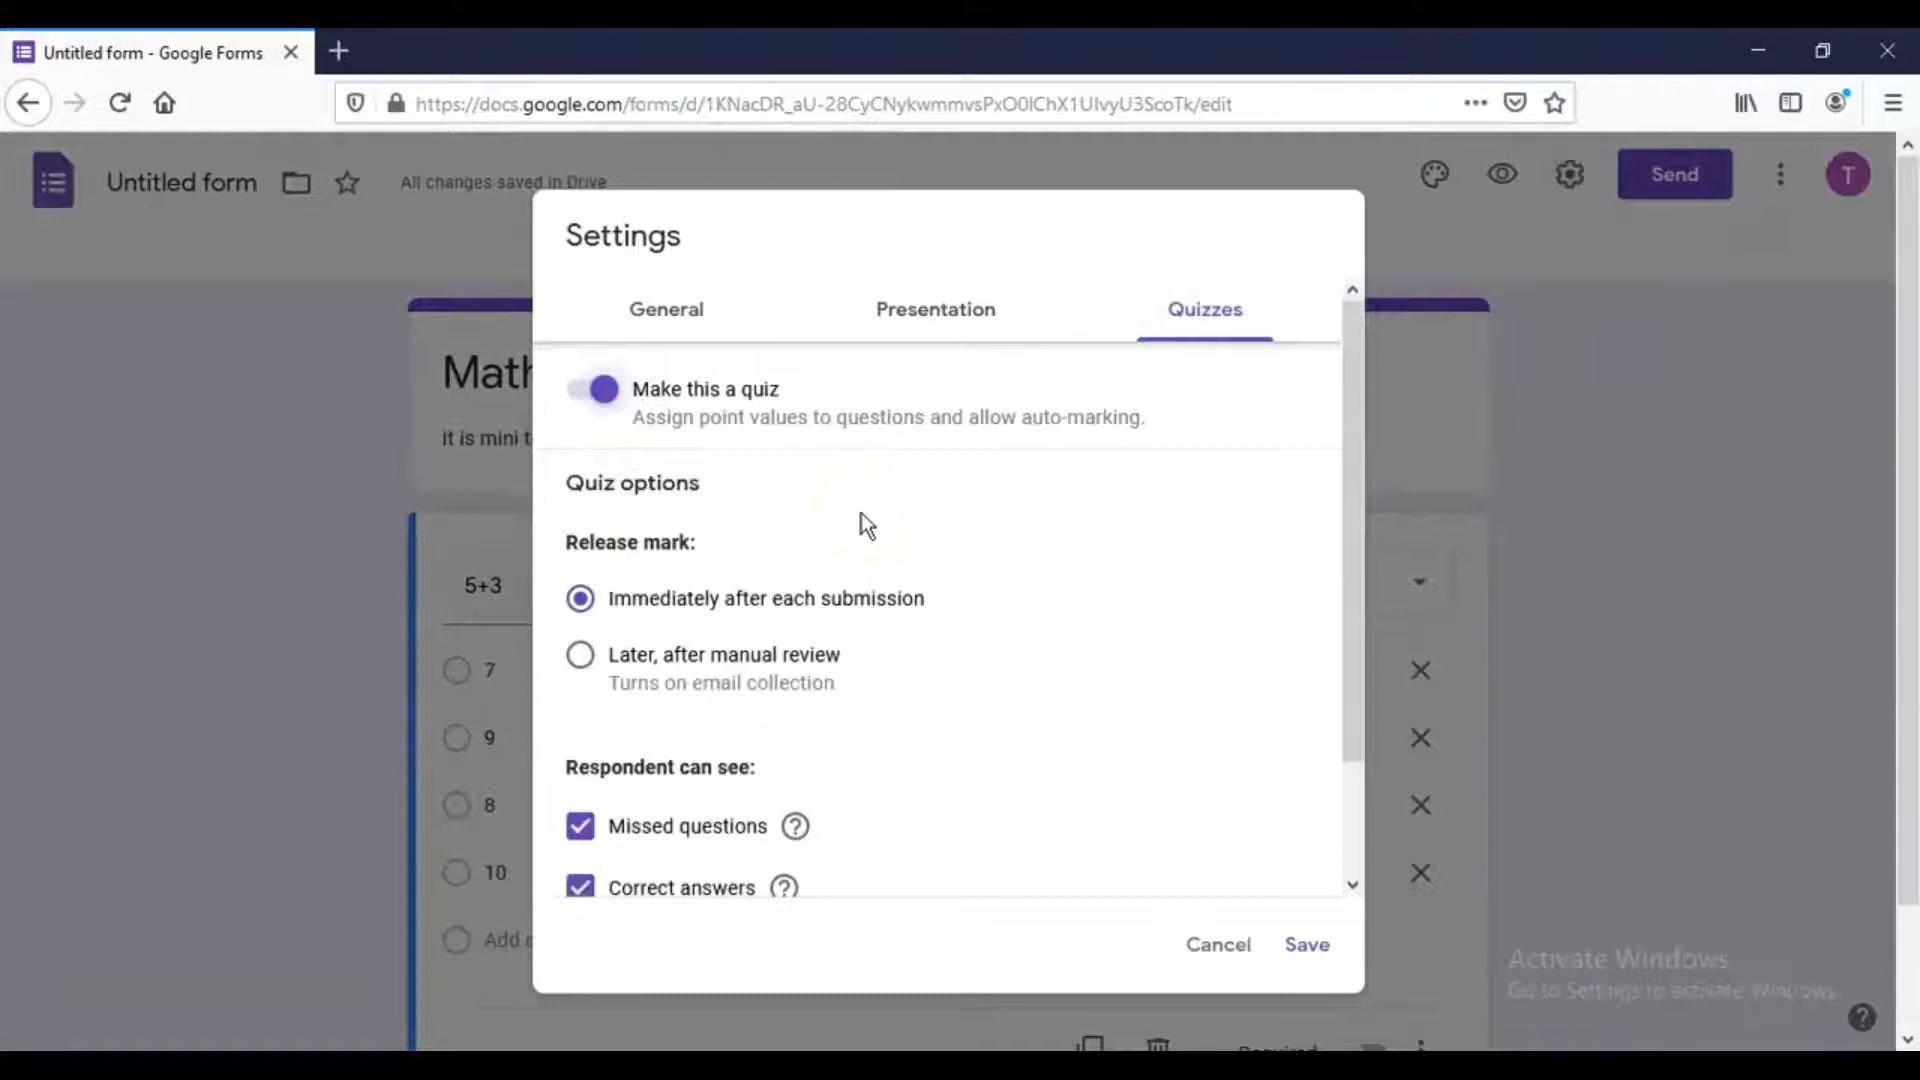 Untitled form - Google Forms
https://docs.google.com/forms/d/1KNacDR_aU-28CyCNykwmmvsPxO0IChX1UIvyU3ScoTk/edit
Untitled form
All changes saved in Drive
Send
T
Settings
General
Presentation
Quizzes
Math
Make this a quiz
Assign point values to questions and allow auto-marking.
It is mini t
Quiz options
Release mark:
5+3
Immediately after each submission
Later, after manual review
7
Turns on email collection
9
Respondent can see:
8
Missed questions
10
Correct answers
Add
Cancel
Save
Activate Windows
Go to Settings to activate Windows.
Required